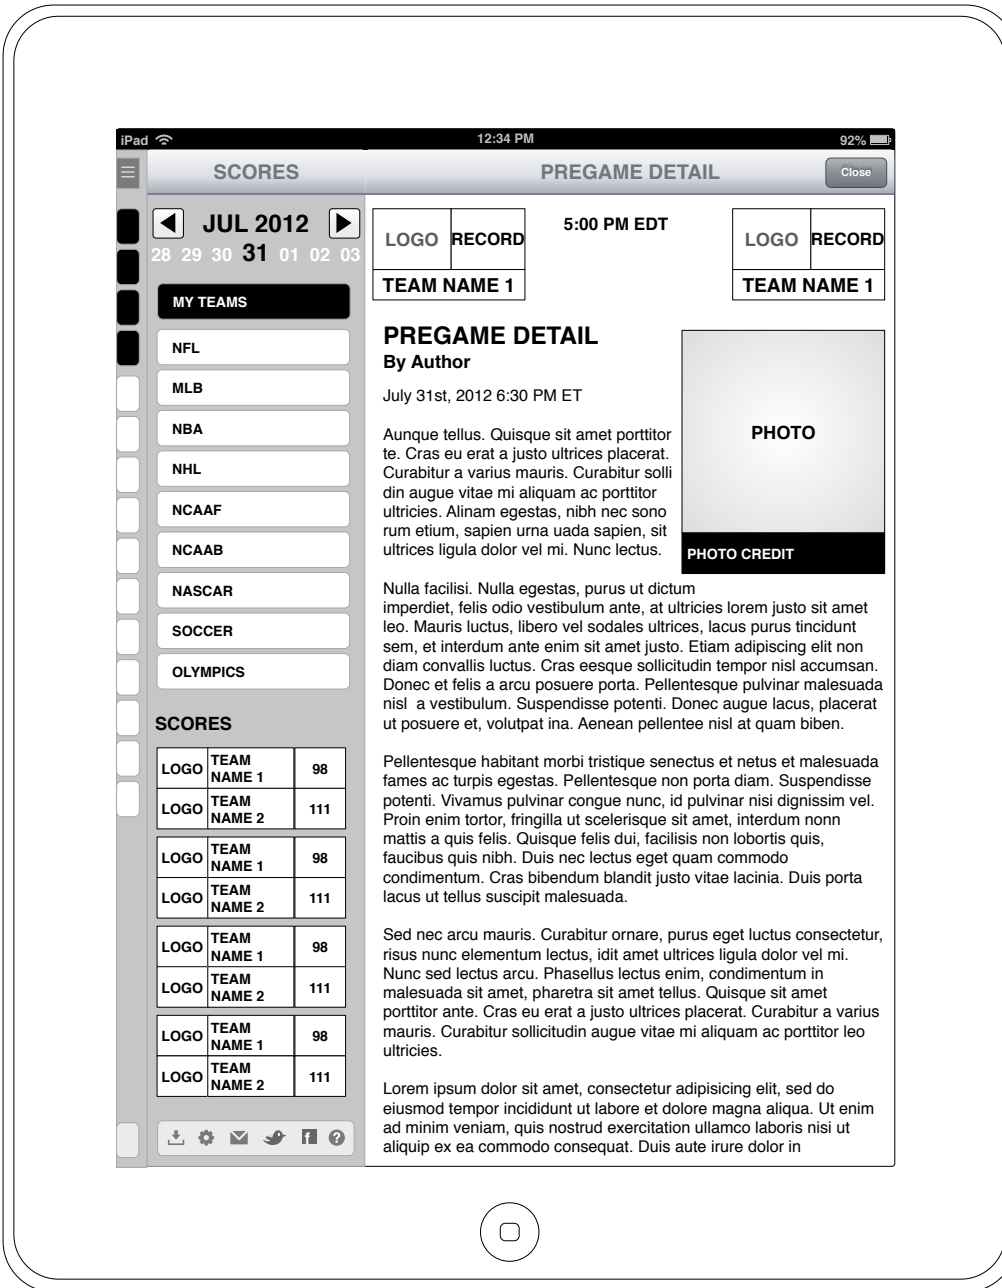 iPad
12:34 PM
92%
SCORES
PREGAME DETAIL
Close
JUL 2012
28 29 30 31 01 02 03
MY TEAMS
NFL
MLB
NBA
NHL
NCAAF
NCAAB
NASCAR
SOCCER
OLYMPICS
SCORES
LOGO TEAM NAME 1 98
LOGO TEAM NAME 2 111
LOGO TEAM NAME 1 98
LOGO TEAM NAME 2 111
LOGO TEAM NAME 1 98
LOGO TEAM NAME 2 111
LOGO TEAM NAME 1 98
LOGO TEAM NAME 2 111
LOGO RECORD
TEAM NAME 1
5:00 PM EDT
LOGO RECORD
TEAM NAME 1
PREGAME DETAIL
By Author
July 31st, 2012 6:30 PM ET
PHOTO
PHOTO CREDIT
Aunque tellus. Quisque sit amet porttitor
te. Cras eu erat a justo ultrices placerat.
Curabitur a varius mauris. Curabitur solli
din augue vitae mi aliquam ac porttitor
ultricies. Alinam egestas, nibh nec sono
rum etium, sapien urna uada sapien, sit
ultrices ligula dolor vel mi. Nunc lectus.
Nulla facilisi. Nulla egestas, purus ut dictum
imperdiet, felis odio vestibulum ante, at ultricies lorem justo sit amet
leo. Mauris luctus, libero vel sodales ultrices, lacus purus tincidunt
sem, et interdum ante enim sit amet justo. Etiam adipiscing elit non
diam convallis luctus. Cras eesque sollicitudin tempor nisl accumsan.
Donec et felis a arcu posuere porta. Pellentesque pulvinar malesuada
nisl a vestibulum. Suspendisse potenti. Donec augue lacus, placerat
ut posuere et, volutpat ina. Aenean pellentee nisl at quam biben.
Pellentesque habitant morbi tristique senectus et netus et malesuada
fames ac turpis egestas. Pellentesque non porta diam. Suspendisse
potenti. Vivamus pulvinar congue nunc, id pulvinar nisi dignissim vel.
Proin enim tortor, fringilla ut scelerisque sit amet, interdum nonn
mattis a quis felis. Quisque felis dui, facilisis non lobortis quis,
faucibus quis nibh. Duis nec lectus eget quam commodo
condimentum. Cras bibendum blandit justo vitae lacinia. Duis porta
lacus ut tellus suscipit malesuada.
Sed nec arcu mauris. Curabitur ornare, purus eget luctus consectetur,
risus nunc elementum lectus, idit amet ultrices ligula dolor vel mi.
Nunc sed lectus arcu. Phasellus lectus enim, condimentum in
malesuada sit amet, pharetra sit amet tellus. Quisque sit amet
porttitor ante. Cras eu erat a justo ultrices placerat. Curabitur a varius
mauris. Curabitur sollicitudin augue vitae mi aliquam ac porttitor leo
ultricies.
Lorem ipsum dolor sit amet, consectetur adipisicing elit, sed do
eiusmod tempor incididunt ut labore et dolore magna aliqua. Ut enim
ad minim veniam, quis nostrud exercitation ullamco laboris nisi ut
aliquip ex ea commodo consequat. Duis aute irure dolor in